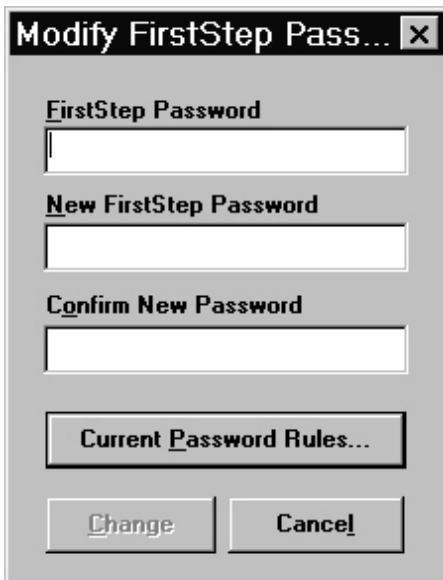 Modify FirstStep Pass...
FirstStep Password
New FirstStep Password
Confirm New Password
Current Password Rules...
Change Cancel